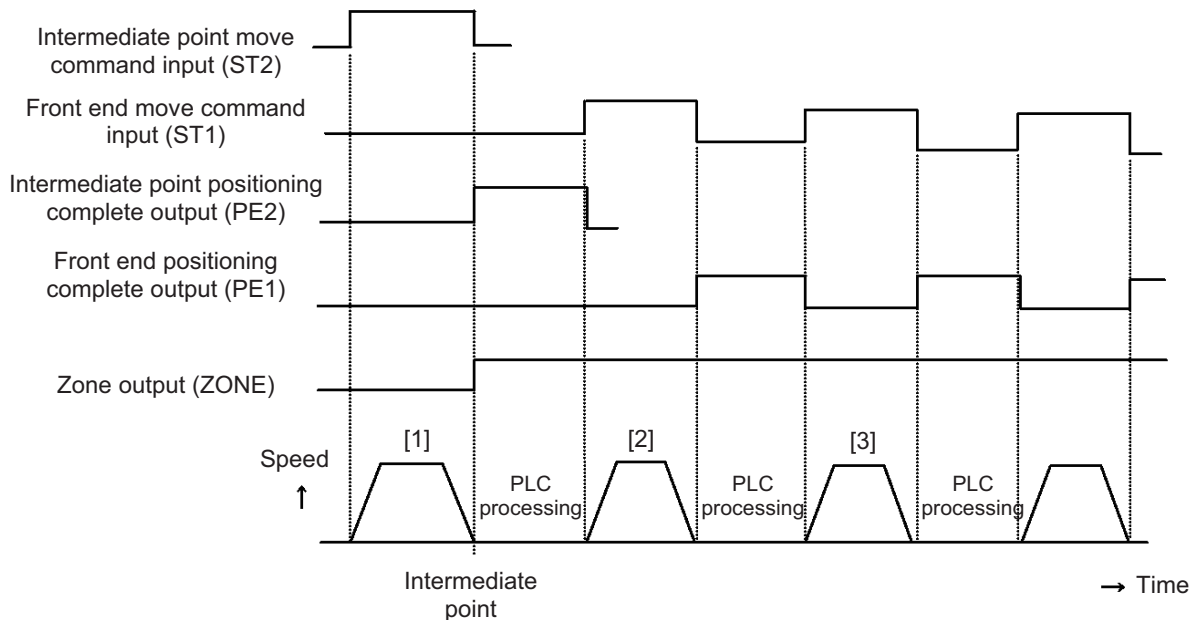 Intermediate point move
command input (ST2)
Front end move command
input (ST1)
Intermediate point positioning
complete output (PE2)
Front end positioning
complete output (PE1)
Zone output (ZONE)
[1]
[2]
[3]
Speed
↑
PLC
processing
PLC
processing
PLC
processing
Intermediate
point
→ Time